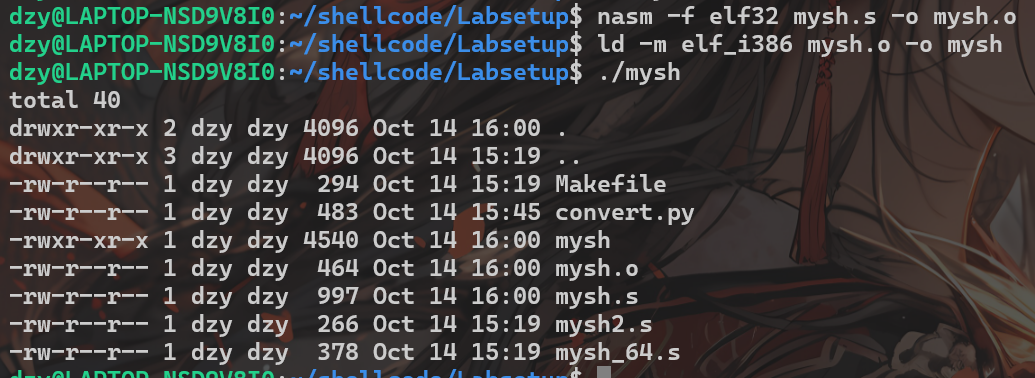 dzy@LAPTOP-NSD9V8I0:~/shellcode/Labsetup$ nasm -f elf32 mysh.s -o mysh.o
dzy@LAPTOP-NSD9V8I0:~/shellcode/Labsetup$ ld -m elf_i386 mysh.o -o mysh
dzy@LAPTOP-NSD9V8I0:~/shellcode/Labsetup$ ./mysh
total 40
drwxr-xr-x 2 dzy dzy 4096 Oct 14 16:00 .
drwxr-xr-x 3 dzy dzy 4096 Oct 14 15:19 ..
-rw-r--r-- 1 dzy dzy  294 Oct 14 15:19 Makefile
-rw-r--r-- 1 dzy dzy  483 Oct 14 15:45 convert.py
-rwxr-xr-x 1 dzy dzy 4540 Oct 14 16:00 mysh
-rw-r--r-- 1 dzy dzy  464 Oct 14 16:00 mysh.o
-rw-r--r-- 1 dzy dzy  997 Oct 14 16:00 mysh.s
-rw-r--r-- 1 dzy dzy  266 Oct 14 15:19 mysh2.s
-rw-r--r-- 1 dzy dzy  378 Oct 14 15:19 mysh_64.s
dzy@LAPTOP-NSD9V8I0:~/shellcode/Labsetup$